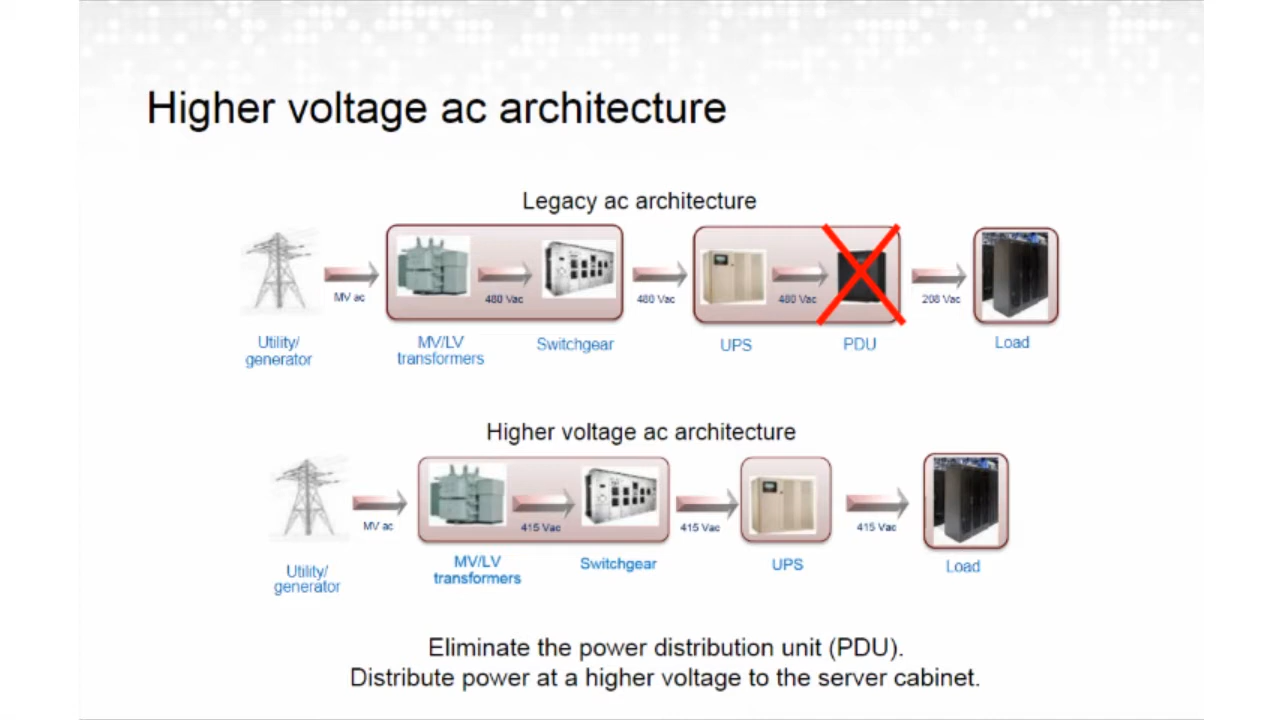 Higher voltage ac architecture
Legacy ac architecture
MV ac
480 Vac
480 Vac
480 Vac
208 Vac
Utility/
generator
MV/LV
transformers
Switchgear
UPS
PDU
Load
Higher voltage ac architecture
MV ac
415 Vac
415 Vac
415 Vac
Utility/
generator
MV/LV
transformers
Switchgear
UPS
Load
Eliminate the power distribution unit (PDU).
Distribute power at a higher voltage to the server cabinet.